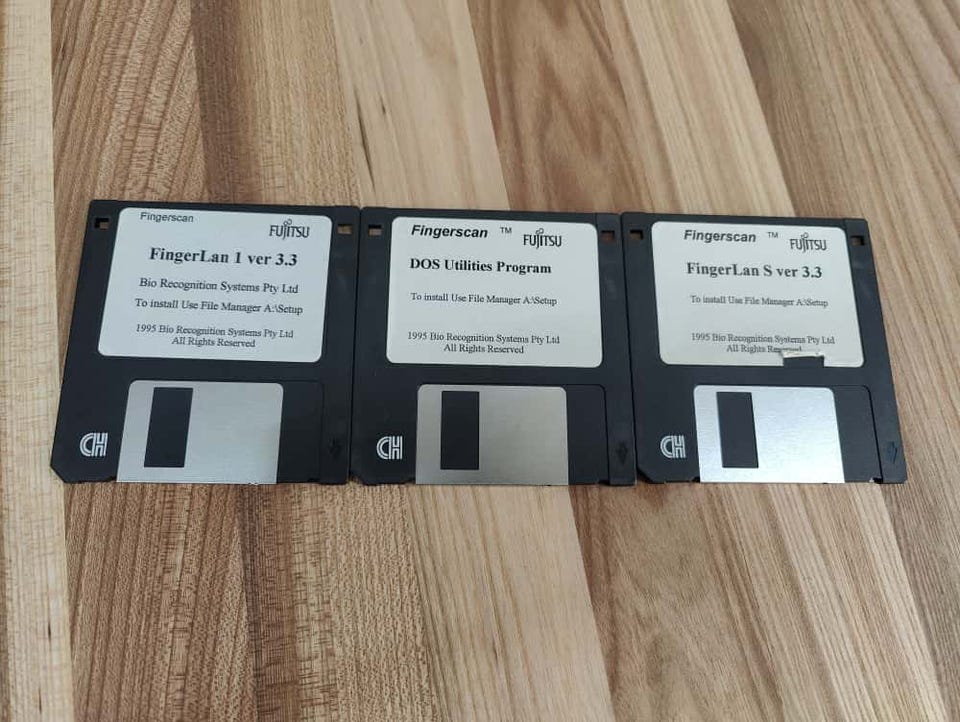 Fingerscan
FUJITSU
FingerLan 1 ver 3.3
Bio Recognition Systems Pty Ltd
To install Use File Manager A:\Setup
1995 Bio Recognition Systems Pty Ltd
All Rights Reserved
Fingerscan TM
FUJITSU
DOS Utilities Program
To install Use File Manager A:\Setup
1995 Bio Recognition Systems Pty Ltd
All Rights Reserved
Fingerscan TM
FUJITSU
FingerLan S ver 3.3
To install Use File Manager A:\Setup
1995 Bio Recognition Systems Pty Ltd
All Rights Reserved
CH
CH
CH